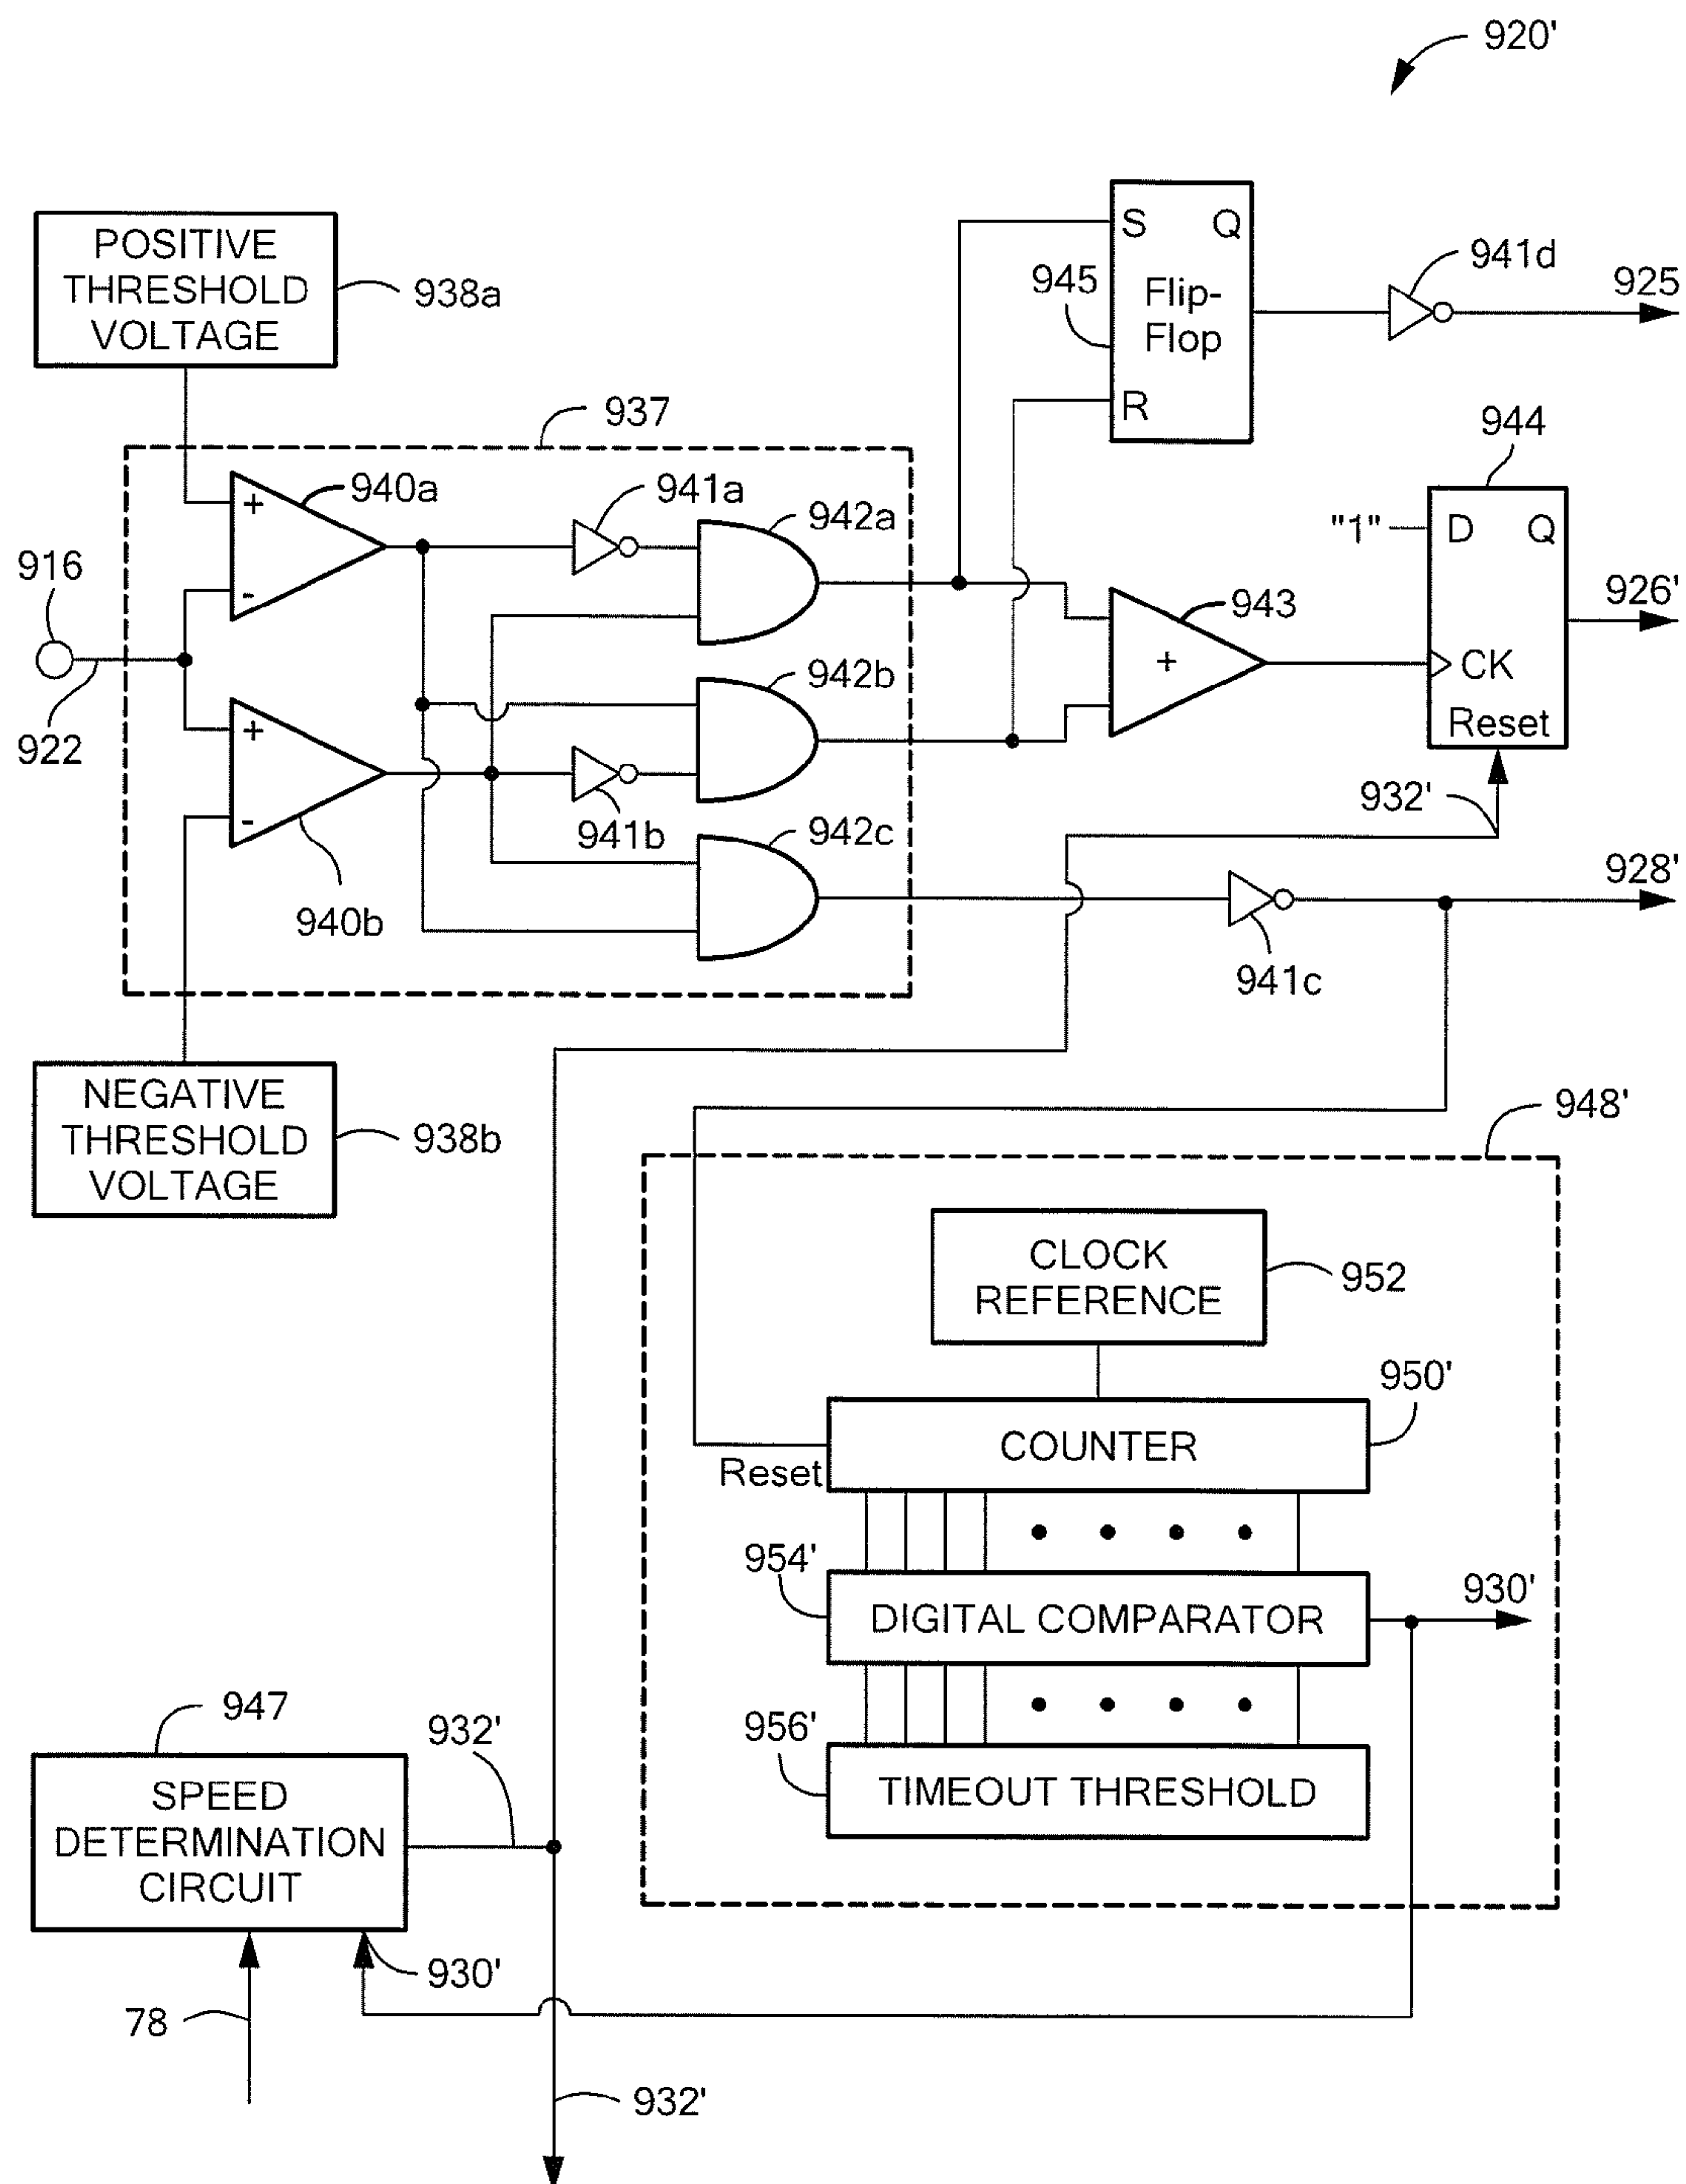 920'
POSITIVE
THRESHOLD
VOLTAGE
938a
S
Q
945
Flip-
Flop
R
941d
925
937
944
940a
941a
942a
"1"
D
Q
916
+
-
943
926'
942b
+
CK
922
+
Reset
941b
932'
942c
-
928'
940b
941c
NEGATIVE
THRESHOLD
VOLTAGE
938b
948'
CLOCK
REFERENCE
952
950'
COUNTER
Reset
954'
930'
DIGITAL COMPARATOR
947
932'
956'
SPEED
DETERMINATION
CIRCUIT
TIMEOUT THRESHOLD
930'
78
932'